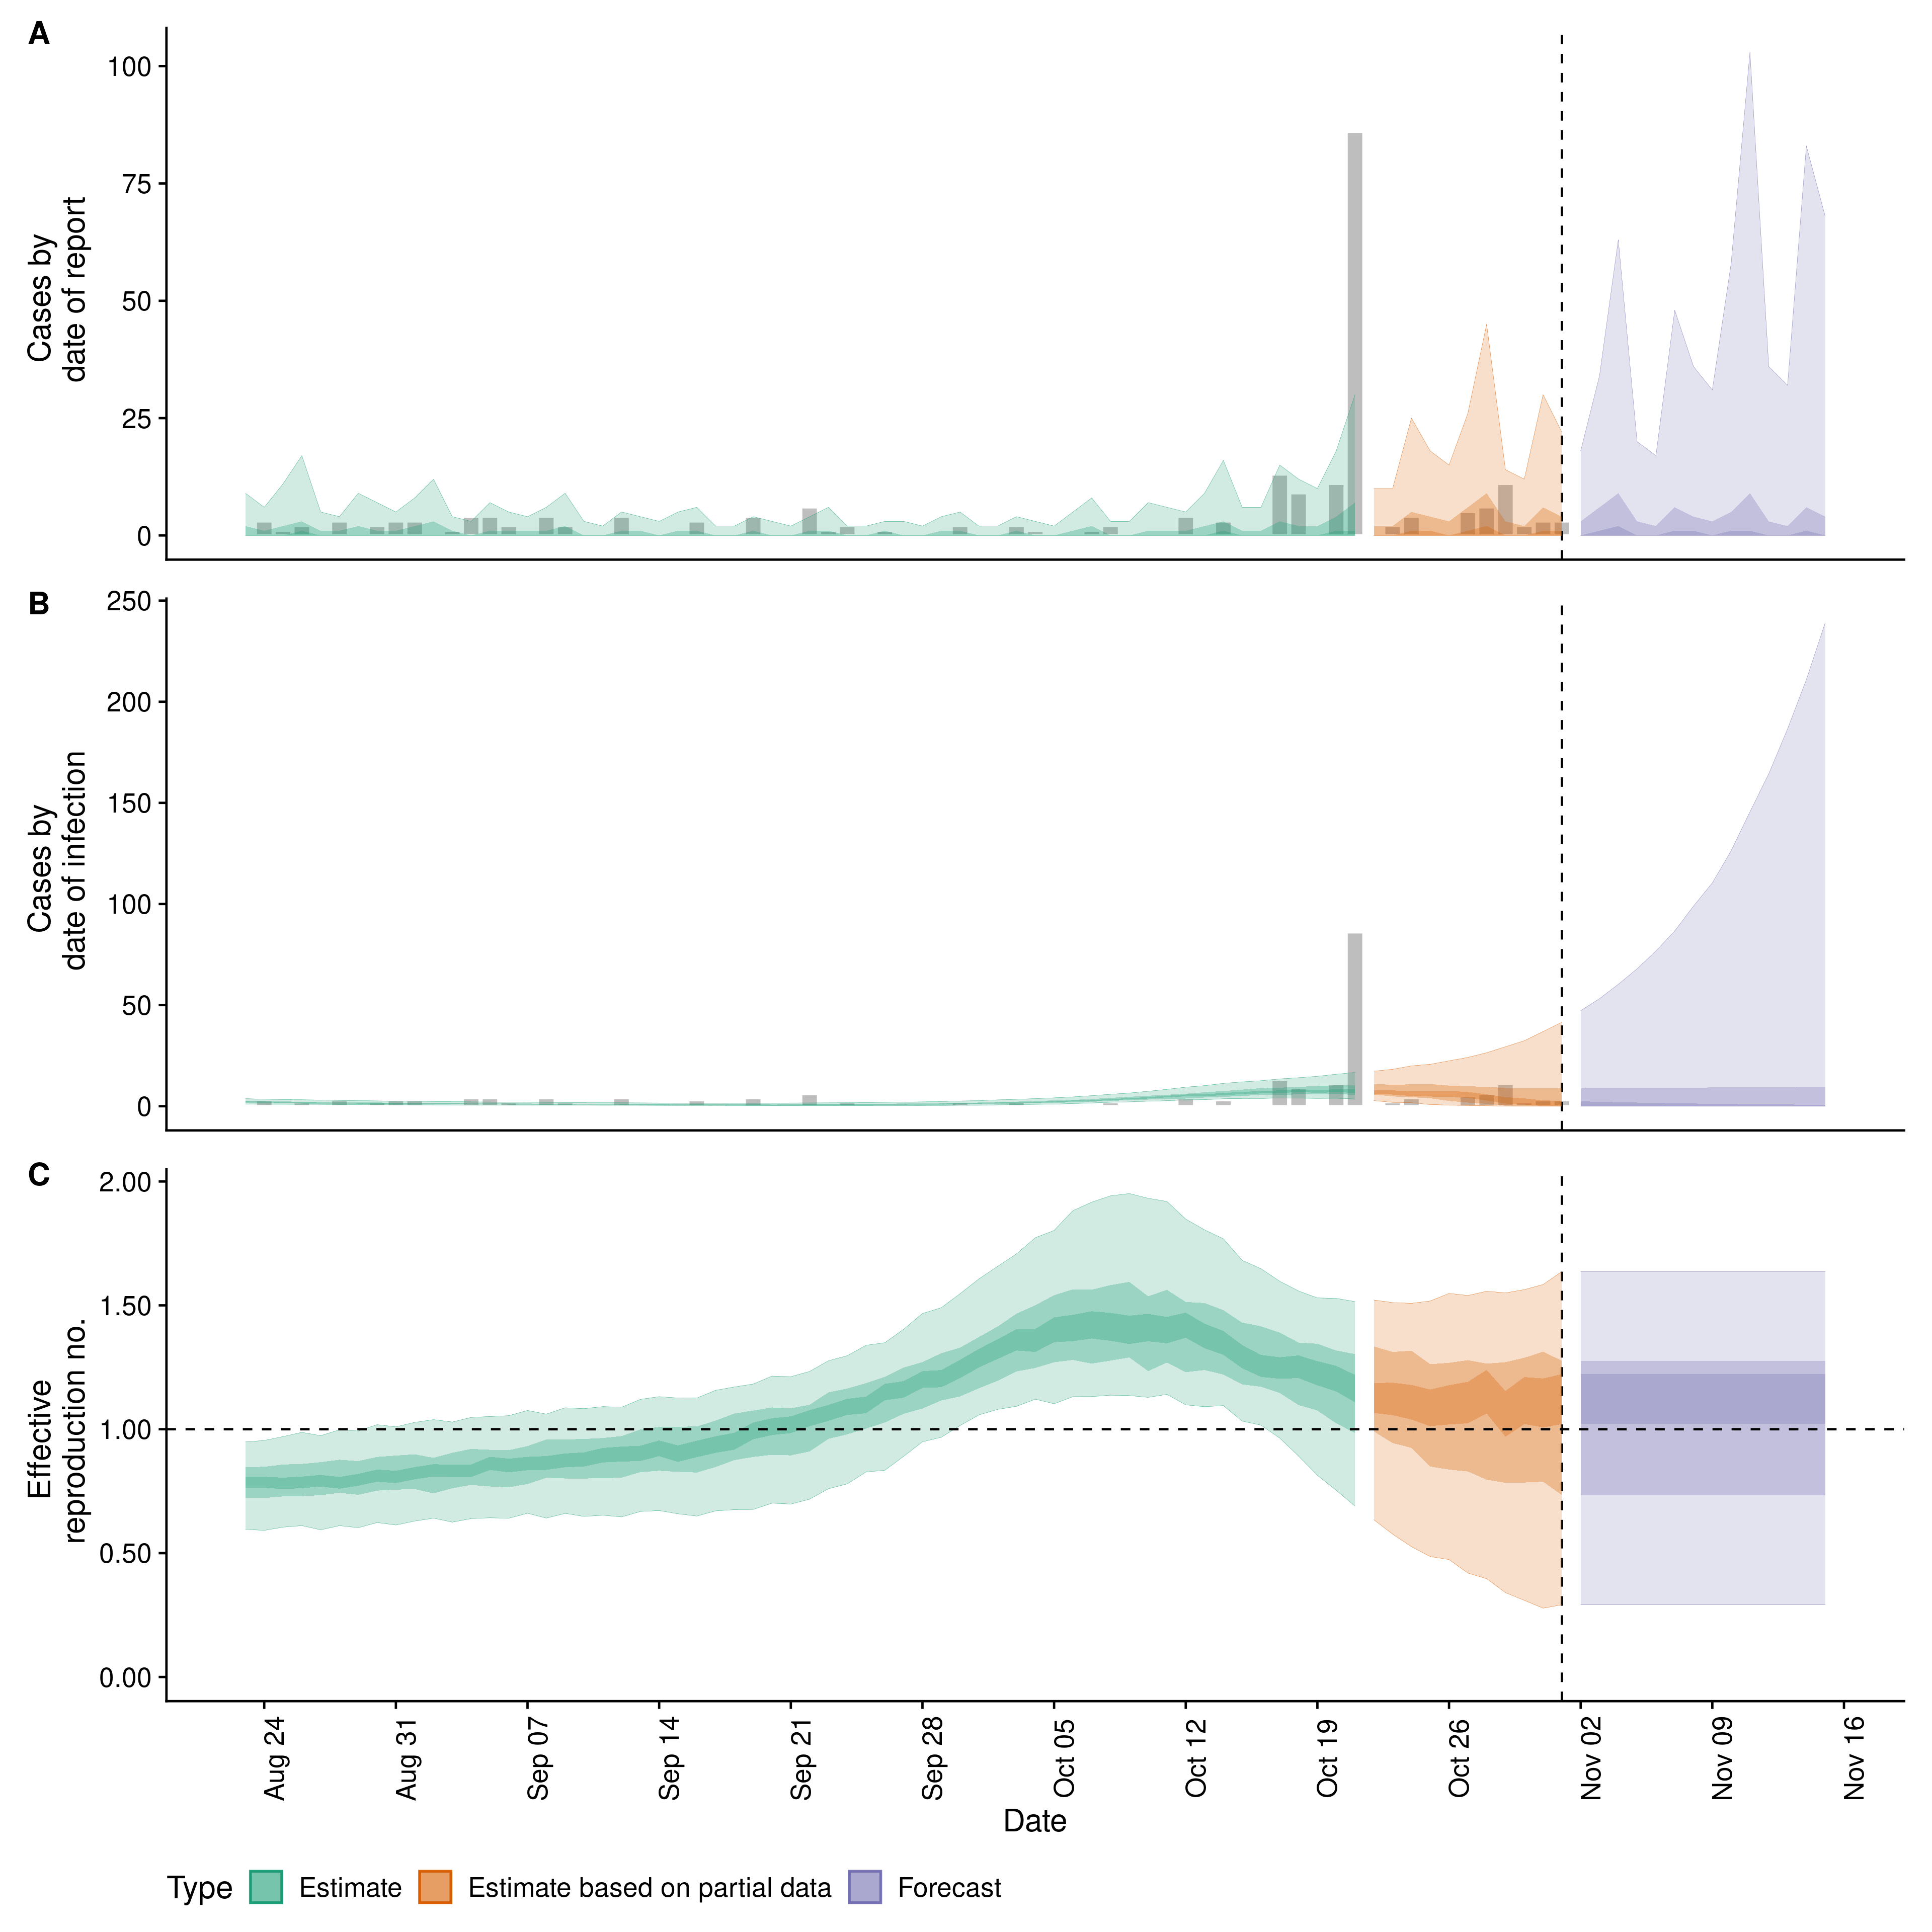 A
100
75
50
25
0
Cases by
date of report
B
250
200
150
100
50
0
Cases by
date of infection
C
2.00
1.50
1.00
0.50
0.00
Effective
reproduction no.
Aug 24
Aug 31
Sep 07
Sep 14
Sep 21
Sep 28
Oct 05
Oct 12
Oct 19
Oct 26
Nov 02
Nov 09
Nov 16
Date
Type Estimate Estimate based on partial data Forecast